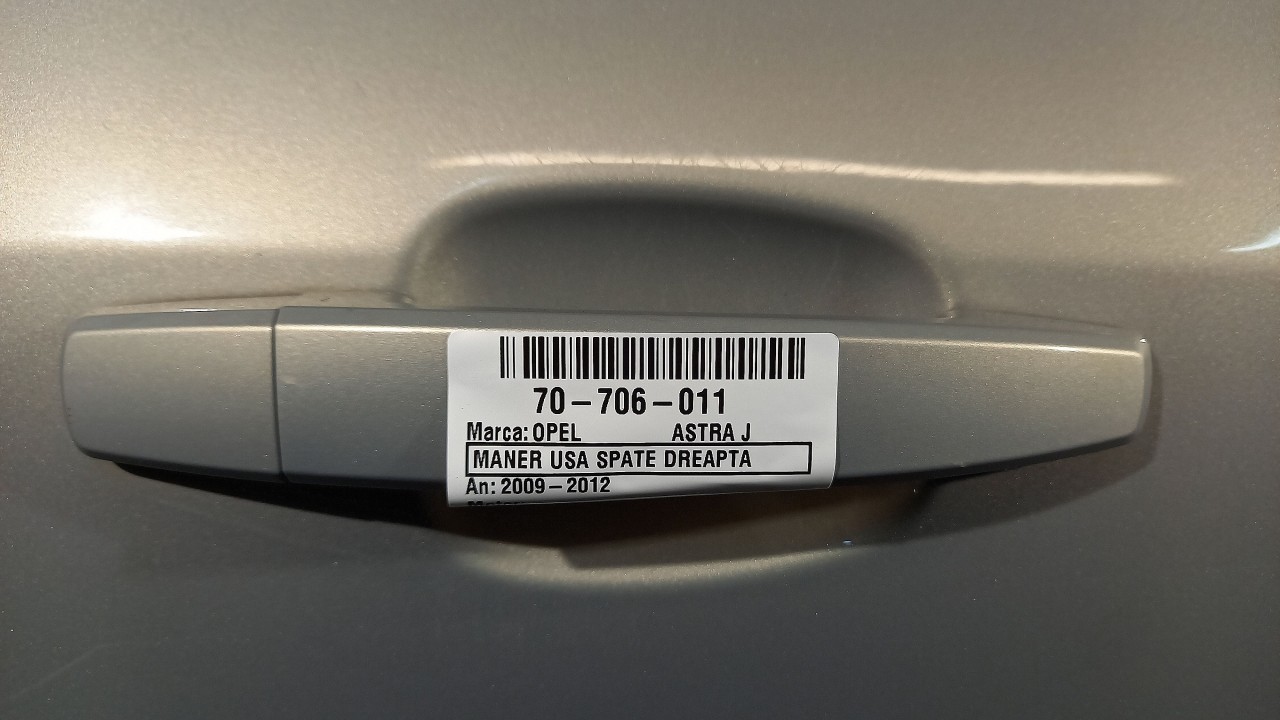 70-706-011
Marca: OPEL ASTRA J
MANER USA SPATE DREAPTA
An: 2009-2012